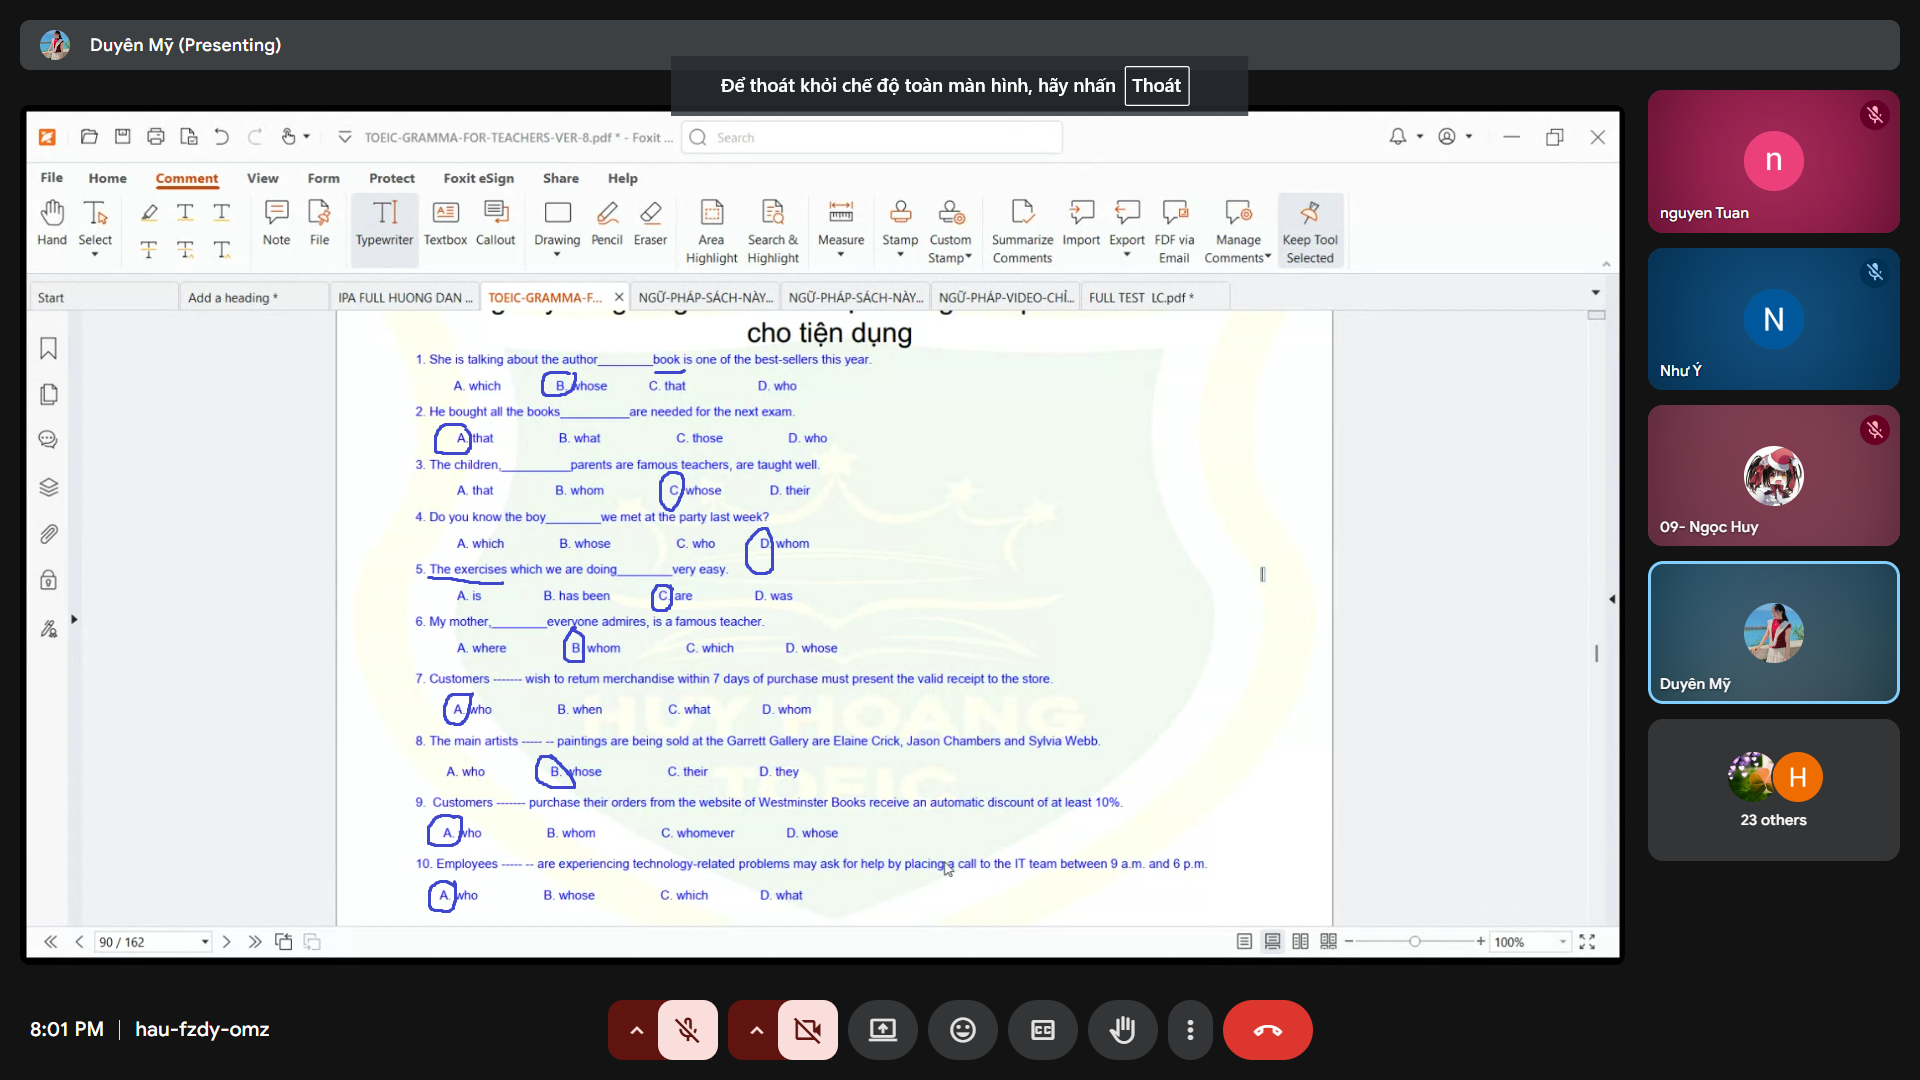 Duyên Mỹ (Presenting)
Để thoát khỏi chế độ toàn màn hình, hãy nhấn Thoát
TOEIC-GRAMMA-FOR-TEACHERS-VER-8.pdf * - Foxit ...
Search
File Home Comment View Form Protect Foxit eSign Share Help
Hand Select Note File Typewriter Textbox Callout Drawing Pencil Eraser Area Highlight Search & Highlight Measure Stamp Custom Stamp Summarize Comments Import Export FDF via Email Manage Comments Keep Tool Selected
Start Add a heading * IPA FULL HUONG DAN ... TOEIC-GRAMMA-F... NGỮ-PHÁP-SÁCH-NÀY... NGỮ-PHÁP-SÁCH-NÀY... NGỮ-PHÁP-VIDEO-CHỈ... FULL TEST LC.pdf *
cho tiện dụng
1. She is talking about the author________book is one of the best-sellers this year.
A. which B. whose C. that D. who
2. He bought all the books__________are needed for the next exam.
A. that B. what C. those D. who
3. The children,__________parents are famous teachers, are taught well.
A. that B. whom C. whose D. their
4. Do you know the boy________we met at the party last week?
A. which B. whose C. who D. whom
5. The exercises which we are doing________very easy.
A. is B. has been C. are D. was
6. My mother,________everyone admires, is a famous teacher.
A. where B. whom C. which D. whose
7. Customers ------- wish to return merchandise within 7 days of purchase must present the valid receipt to the store.
A. who B. when C. what D. whom
8. The main artists ----- -- paintings are being sold at the Garrett Gallery are Elaine Crick, Jason Chambers and Sylvia Webb.
A. who B. whose C. their D. they
9. Customers ------- purchase their orders from the website of Westminster Books receive an automatic discount of at least 10%.
A. who B. whom C. whomever D. whose
10. Employees ----- -- are experiencing technology-related problems may ask for help by placing a call to the IT team between 9 a.m. and 6 p.m.
A. who B. whose C. which D. what
HUY HOANG
TOEIC
90 / 162
100%
n
nguyen Tuan
N
Như Ý
09- Ngọc Huy
Duyên Mỹ
H
23 others
8:01 PM | hau-fzdy-omz